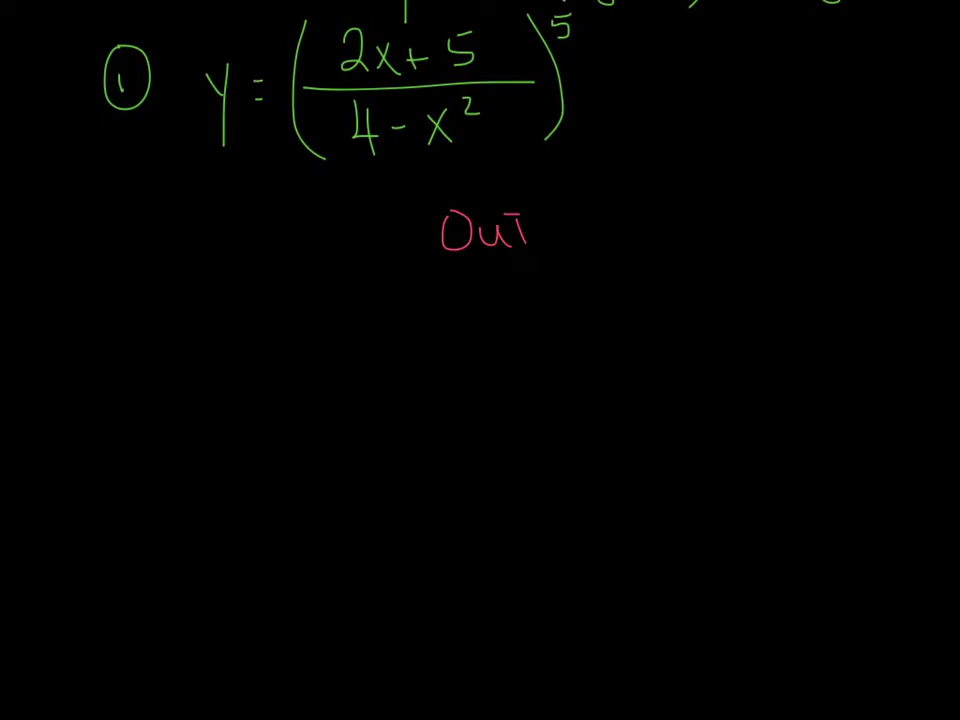 ① y = ( 2x + 5 / 4 - x² )⁵
Out